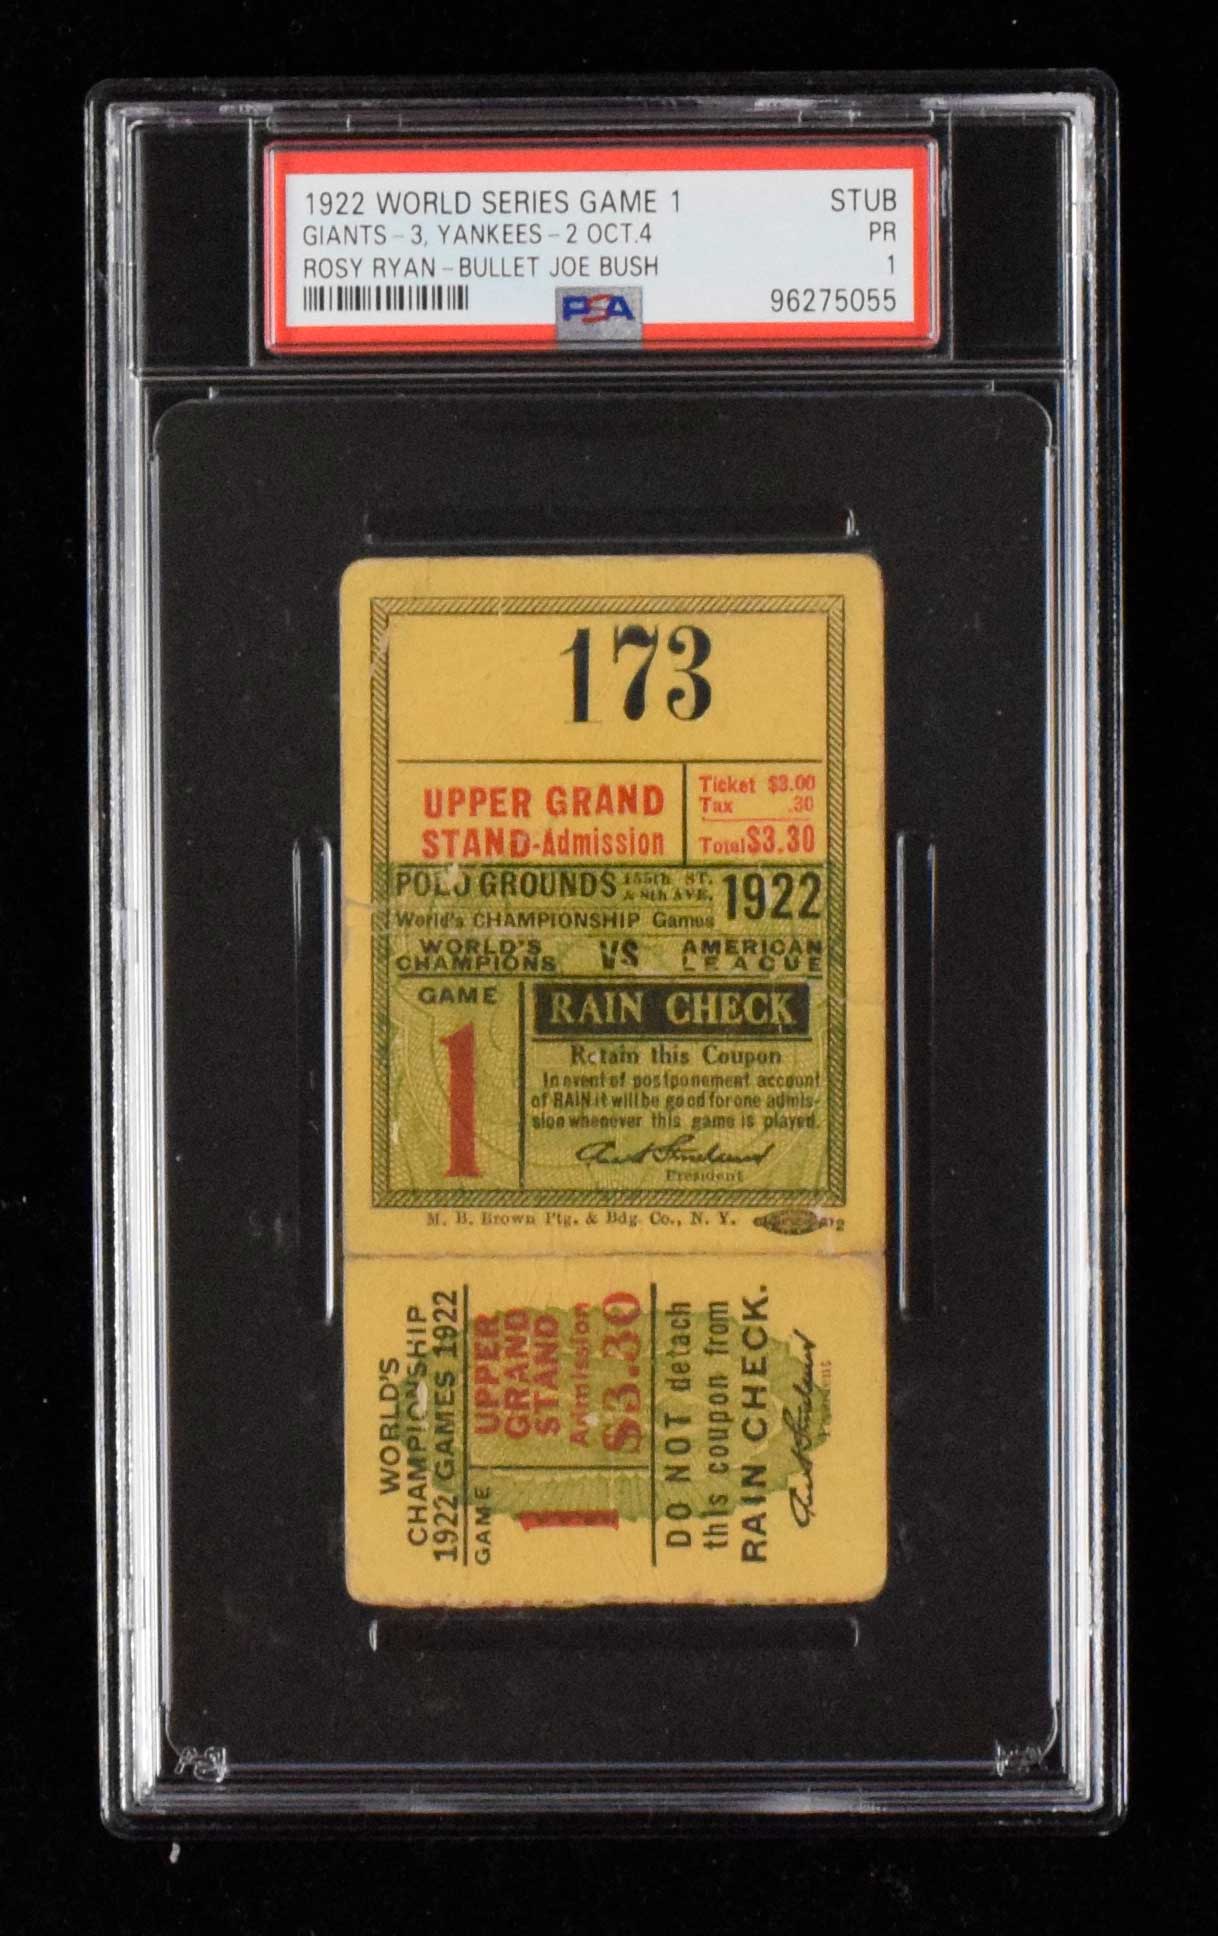 1922 WORLD SERIES GAME 1 STUB
GIANTS-3, YANKEES-2 OCT.4 PR
ROSY RYAN-BULLET JOE BUSH 1
PSA 96275055
173
UPPER GRAND
STAND-Admission
Ticket $3.00
Tax .30
Total $3.30
POLO GROUNDS 155th ST. & 8th AVE. 1922
World's CHAMPIONSHIP Games
WORLD'S CHAMPIONS VS AMERICAN LEAGUE
GAME
1
RAIN CHECK
Retain this Coupon
In event of postponement account
of RAIN it will be good for one admis-
sion whenever this game is played.
President
M. B. Brown Ptg. & Bdg. Co., N. Y.
WORLD'S
CHAMPIONSHIP
1922 GAMES 1922
GAME
1
UPPER
GRAND
STAND
Admission
$3.30
DO NOT detach
this coupon from
RAIN CHECK.
President